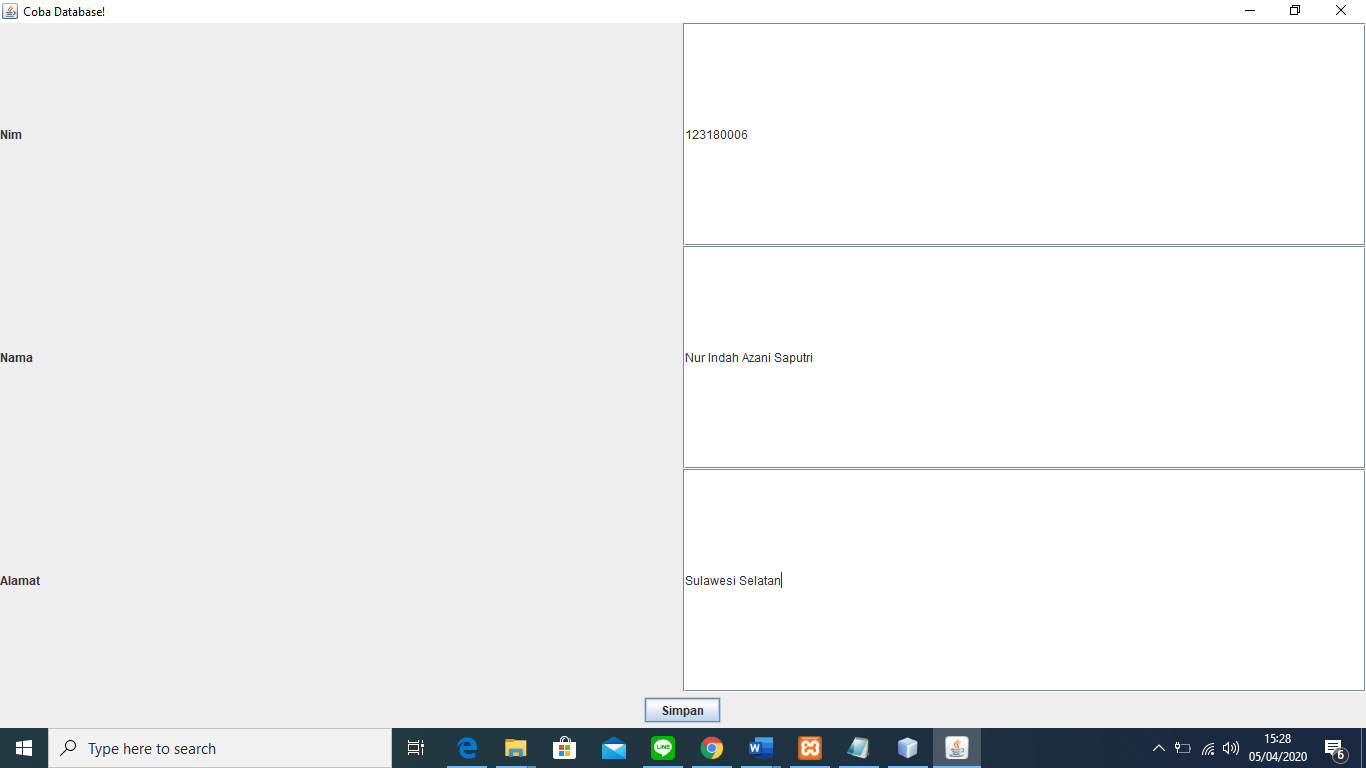 Coba Database!
Nim
123180006
Nama
Nur Indah Azani Saputri
Alamat
Sulawesi Selatan
Simpan
Type here to search
LINE
W
15:28
05/04/2020
6